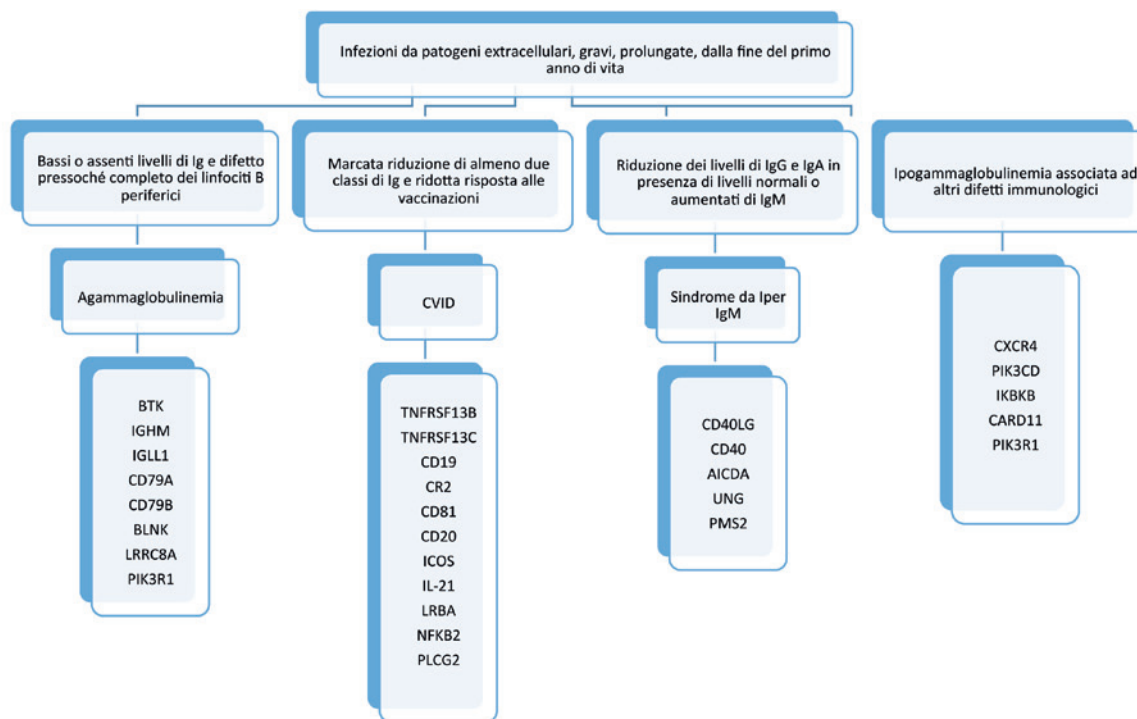 Infezioni da patogeni extracellulari, gravi, prolungate, dalla fine del primo
anno di vita
Bassi o assenti livelli di Ig e difetto
pressoché completo dei linfociti B
periferici
Agammaglobulinemia
BTK
IGHM
IGLL1
CD79A
CD79B
BLNK
LRRC8A
PIK3R1
Marcata riduzione di almeno due
classi di Ig e ridotta risposta alle
vaccinazioni
CVID
TNFRSF13B
TNFRSF13C
CD19
CR2
CD81
CD20
ICOS
IL-21
LRBA
NFKB2
PLCG2
Riduzione dei livelli di IgG e IgA in
presenza di livelli normali o
aumentati di IgM
Sindrome da Iper
IgM
CD40LG
CD40
AICDA
UNG
PMS2
Ipogammaglobulinemia associata ad
altri difetti immunologici
CXCR4
PIK3CD
IKBKB
CARD11
PIK3R1